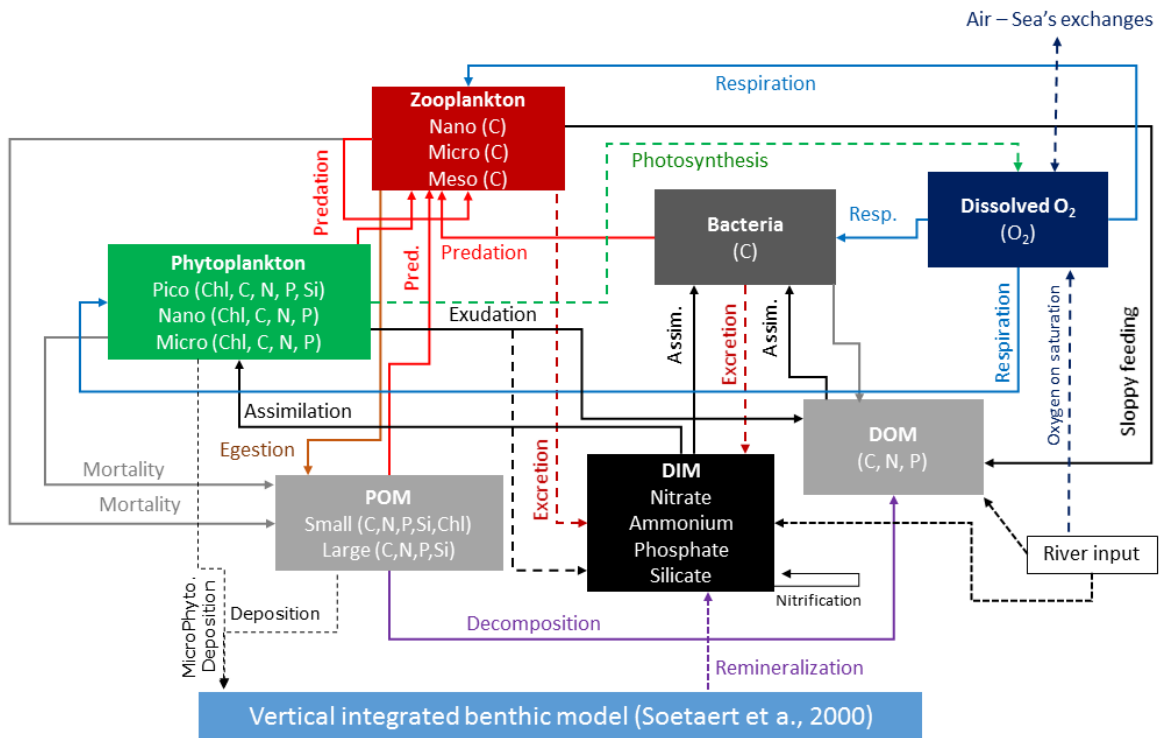 Air – Sea's exchanges
Respiration
Zooplankton
Nano (C)
Micro (C)
Meso (C)
Photosynthesis
Predation
Pred.
Predation
Bacteria
(C)
Resp.
Dissolved O₂
(O₂)
Phytoplankton
Pico (Chl, C, N, P, Si)
Nano (Chl, C, N, P)
Micro (Chl, C, N, P)
Exudation
Assim.
Excretion
Assim.
Respiration
Oxygen on saturation
Sloppy feeding
Assimilation
Egestion
Mortality
Mortality
Excretion
DOM
(C, N, P)
POM
Small (C,N,P,Si,Chl)
Large (C,N,P,Si)
DIM
Nitrate
Ammonium
Phosphate
Silicate
River input
Nitrification
MicroPhyto.
Deposition
Deposition
Decomposition
Remineralization
Vertical integrated benthic model (Soetaert et a., 2000)